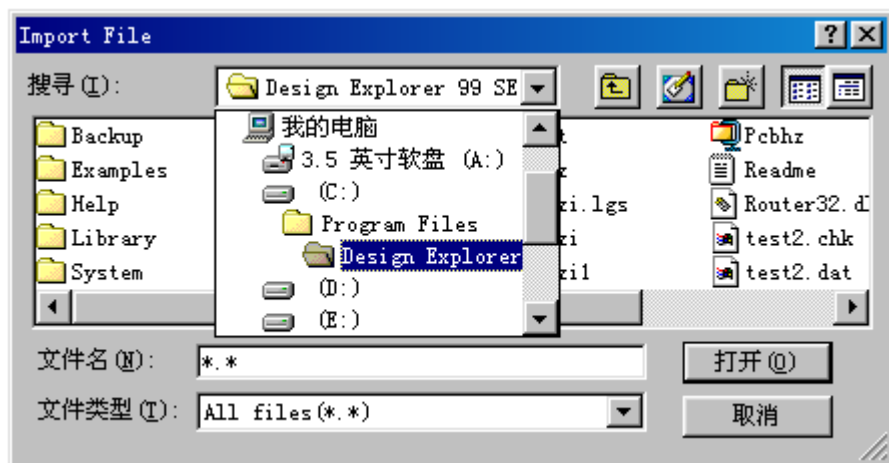 Import File
搜寻(I): Design Explorer 99 SE
我的电脑
3.5 英寸软盘 (A:)
(C:)
Program Files
Design Explorer
(D:)
(E:)
Backup
Examples
Help
Library
System
zi.lgs
zi1
Pcbhz
Readme
Router32.d
test2.chk
test2.dat
文件名(N): *.*
打开(O)
文件类型(T): All files(*.*)
取消